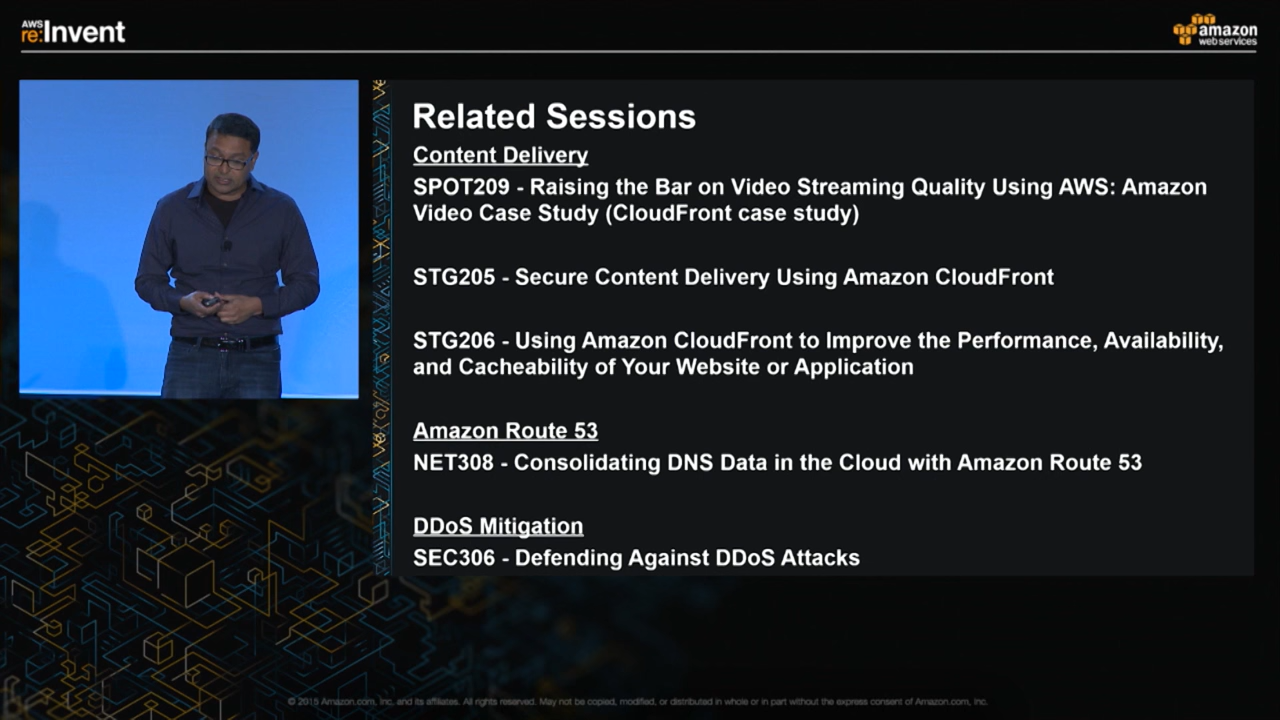 AWS
re:Invent
amazon
webservices
Related Sessions
Content Delivery
SPOT209 - Raising the Bar on Video Streaming Quality Using AWS: Amazon
Video Case Study (CloudFront case study)
STG205 - Secure Content Delivery Using Amazon CloudFront
STG206 - Using Amazon CloudFront to Improve the Performance, Availability,
and Cacheability of Your Website or Application
Amazon Route 53
NET308 - Consolidating DNS Data in the Cloud with Amazon Route 53
DDoS Mitigation
SEC306 - Defending Against DDoS Attacks
© 2015 Amazon.com, Inc. and its affiliates. All rights reserved. May not be copied, modified, or distributed in whole or in part without the express consent of Amazon.com, Inc.